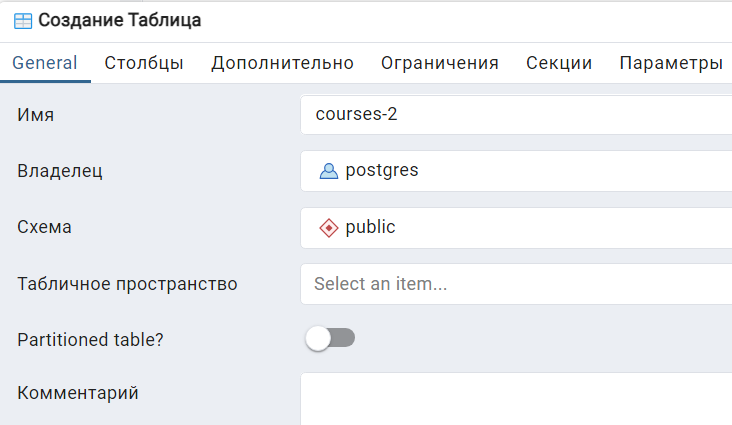 Создание Таблица
General Столбцы Дополнительно Ограничения Секции Параметры
Имя courses-2
Владелец postgres
Схема public
Табличное пространство Select an item...
Partitioned table?
Комментарий